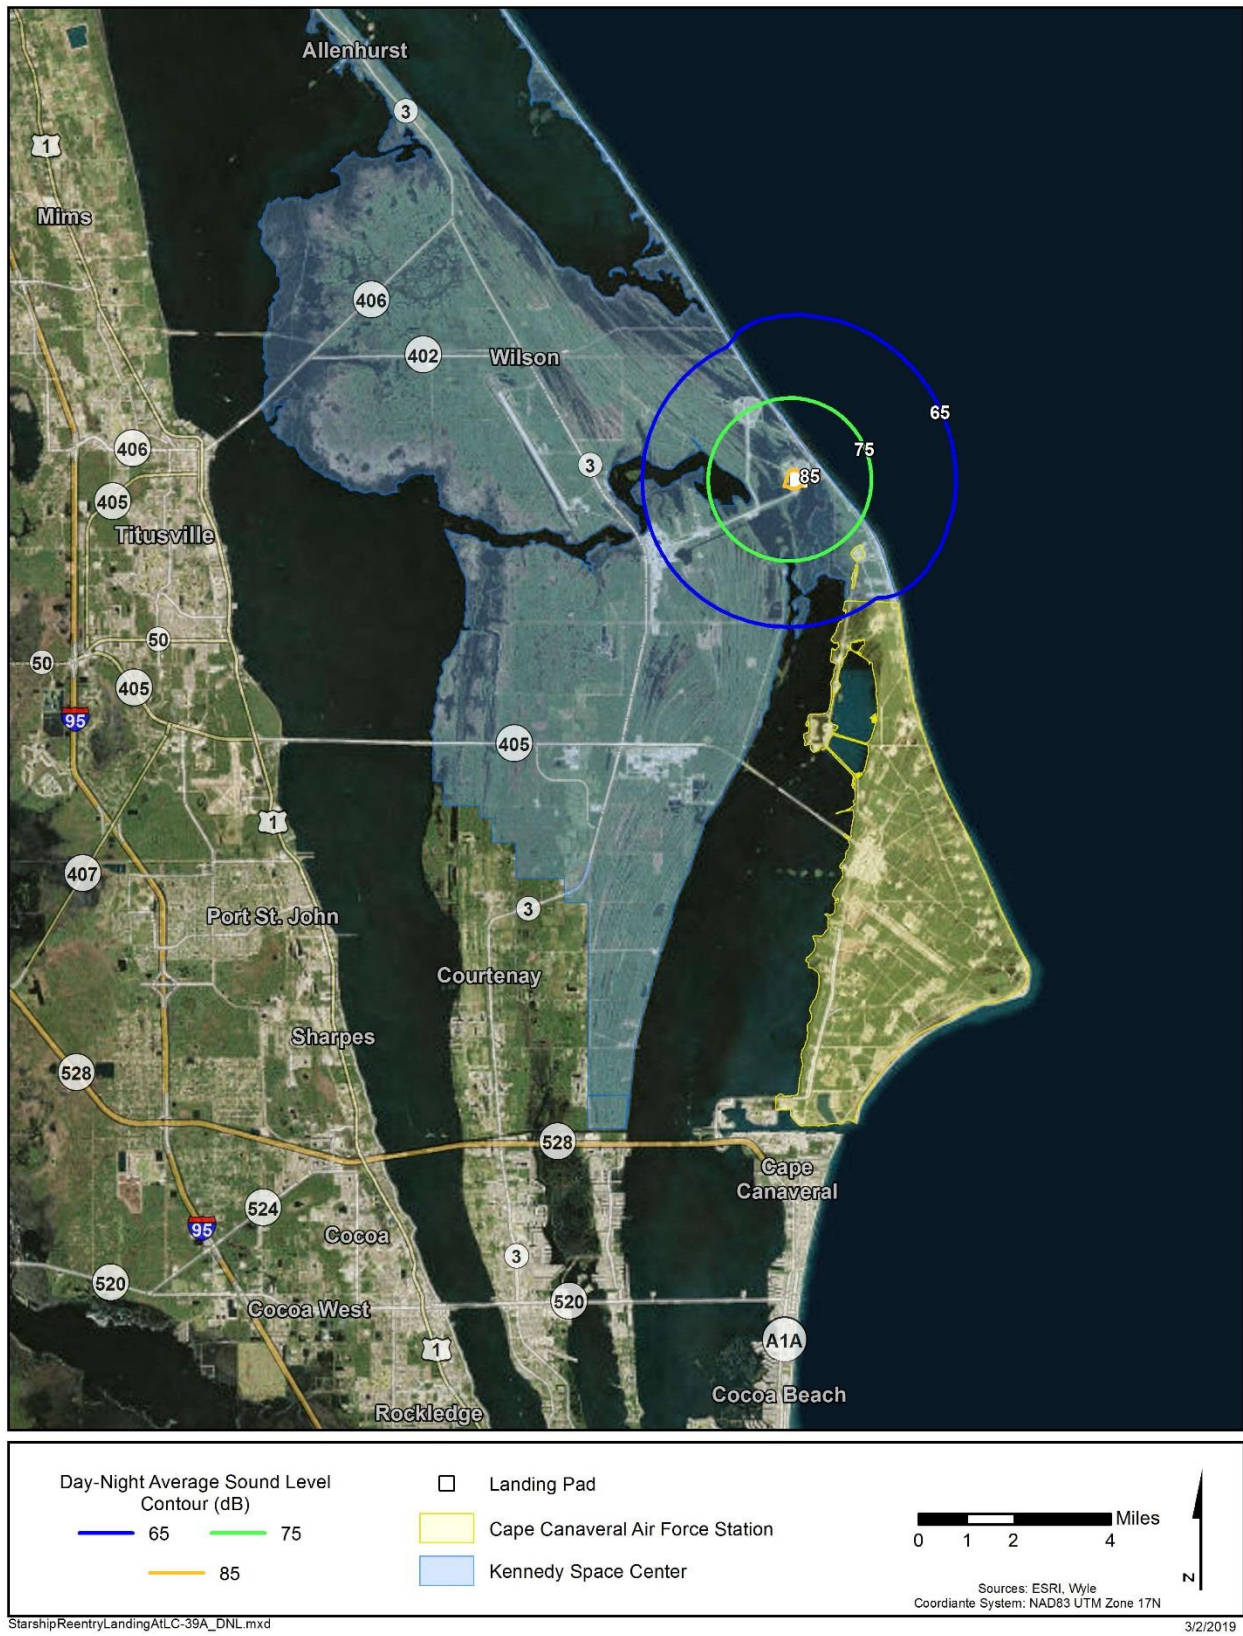 Allenhurst
3
1
Mims
406
402
Wilson
65
75
85
406
3
405
Titusville
50
50
405
95
405
1
407
3
Port St. John
Courtenay
Sharpes
528
528
Cape
Canaveral
524
95
Cocoa
3
520
520
Cocoa West
A1A
1
Cocoa Beach
Rockledge
Day-Night Average Sound Level
Contour (dB)
65
75
85
Landing Pad
Cape Canaveral Air Force Station
Kennedy Space Center
Miles
0 1 2 4
N
Sources: ESRI, Wyle
Coordiante System: NAD83 UTM Zone 17N
StarshipReentryLandingAtLC-39A_DNL.mxd
3/2/2019